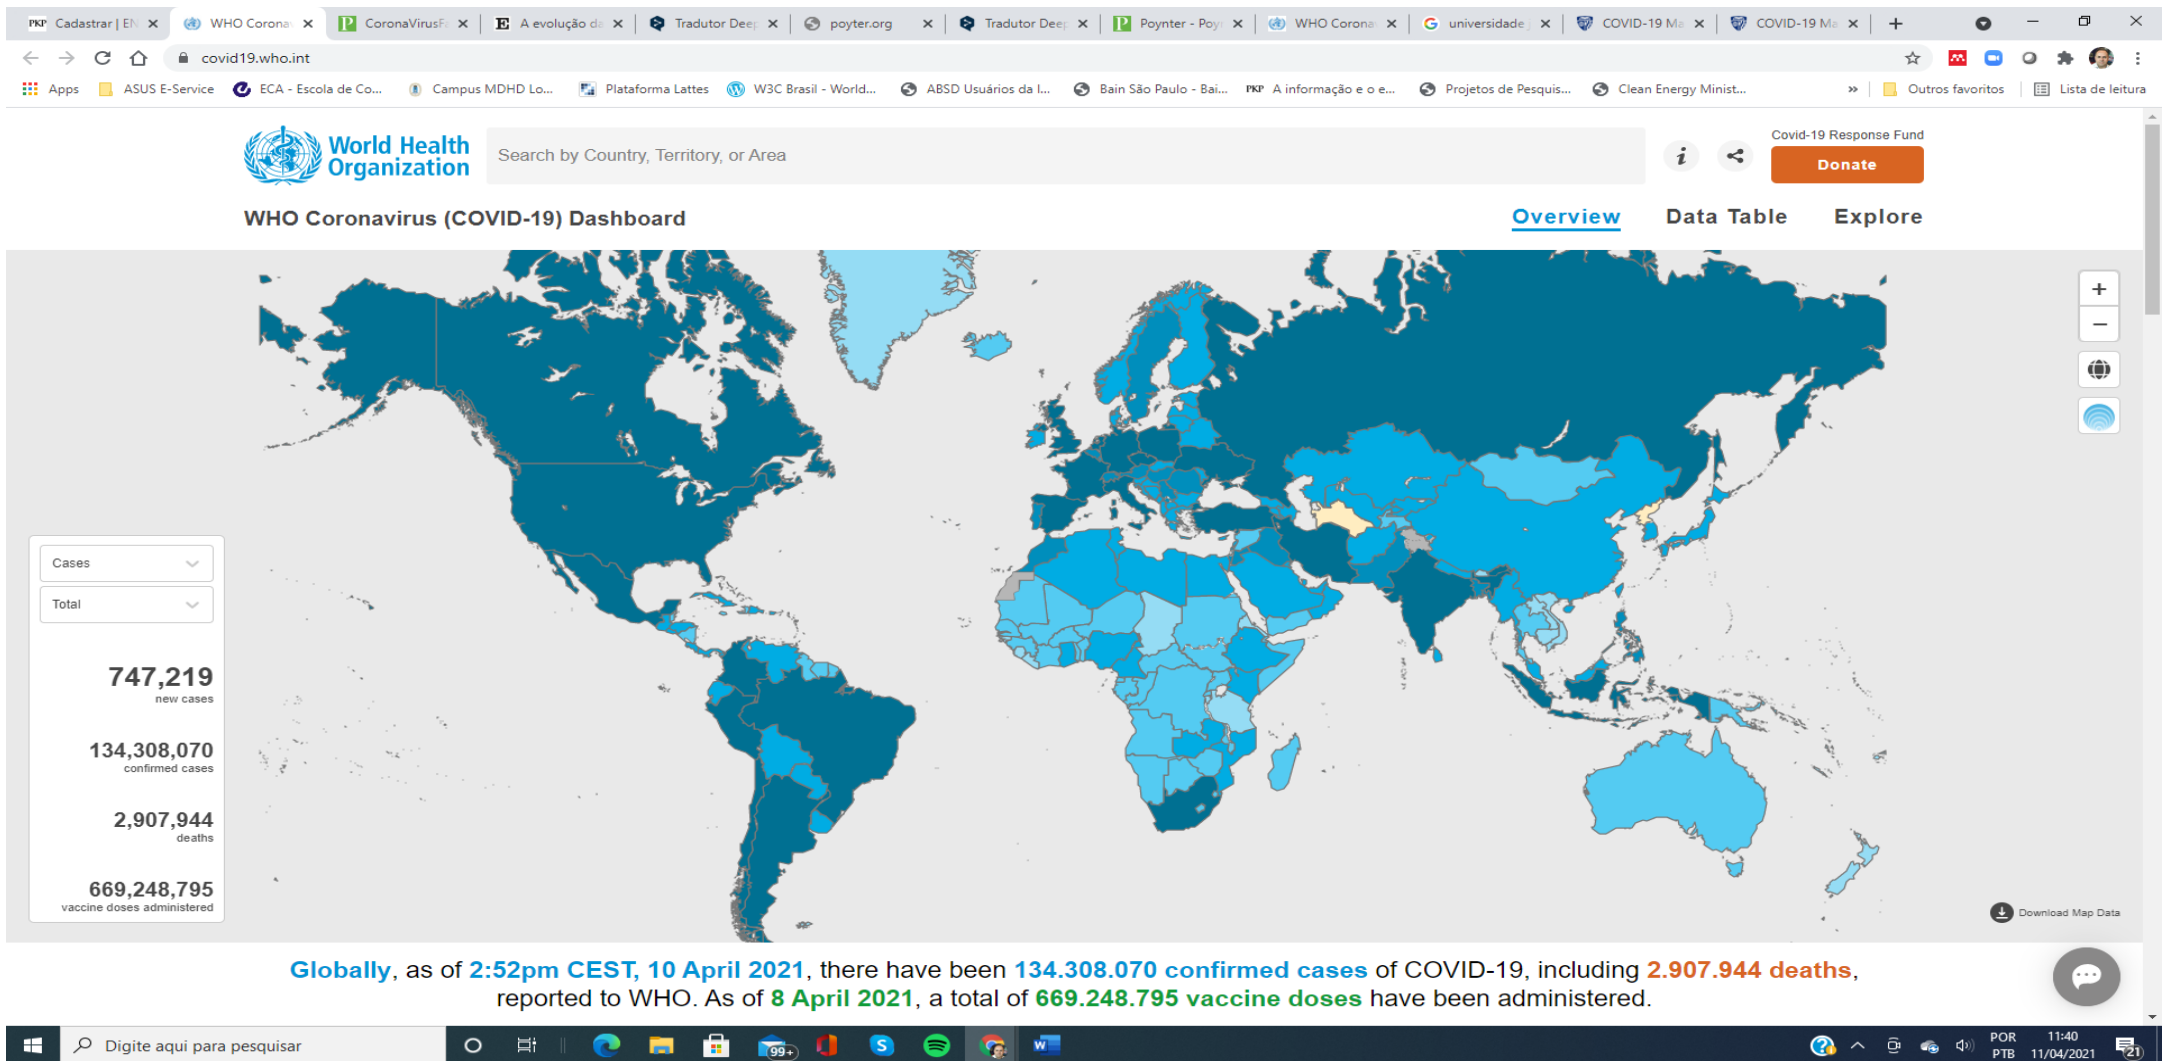 PKP Cadastrar | EN
WHO Corona
CoronaVirusFa
E A evolução da
Tradutor Deep
poyter.org
Tradutor Deep
Poynter - Poy
WHO Corona
universidade j
COVID-19 Ma
COVID-19 Ma
covid19.who.int
Apps
ASUS E-Service
ECA - Escola de Co...
Campus MDHD Lo...
Plataforma Lattes
W3C Brasil - World...
ABSD Usuários da I...
Bain São Paulo - Bai...
PKP A informação e o e...
Projetos de Pesquis...
Clean Energy Minist...
»
Outros favoritos
Lista de leitura
World Health
Organization
Search by Country, Territory, or Area
i
Covid-19 Response Fund
Donate
WHO Coronavirus (COVID-19) Dashboard
Overview
Data Table
Explore
+
−
Cases
Total
747,219
new cases
134,308,070
confirmed cases
2,907,944
deaths
669,248,795
vaccine doses administered
Download Map Data
Globally, as of 2:52pm CEST, 10 April 2021, there have been 134.308.070 confirmed cases of COVID-19, including 2.907.944 deaths,
reported to WHO. As of 8 April 2021, a total of 669.248.795 vaccine doses have been administered.
Digite aqui para pesquisar
99+
POR
PTB
11:40
11/04/2021
21